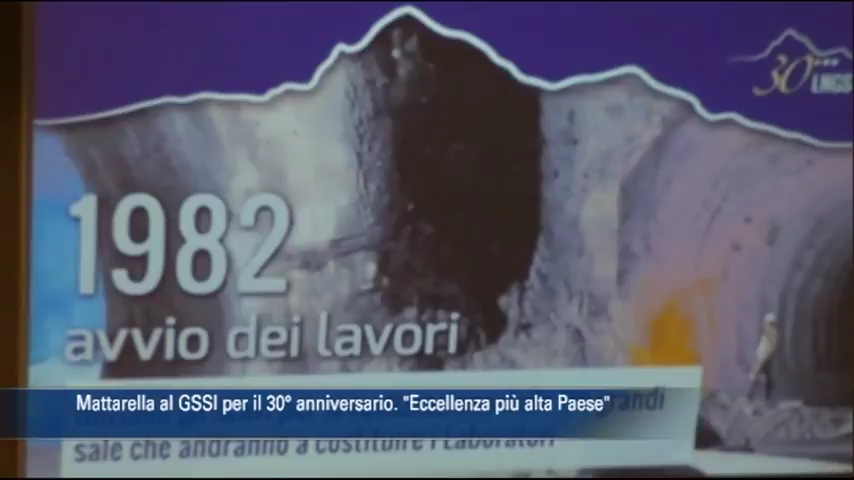 30
LNGS
1982
avvio dei lavori
Mattarella al GSSI per il 30° anniversario. "Eccellenza più alta Paese"
sale che andranno a costituire i Laboratori